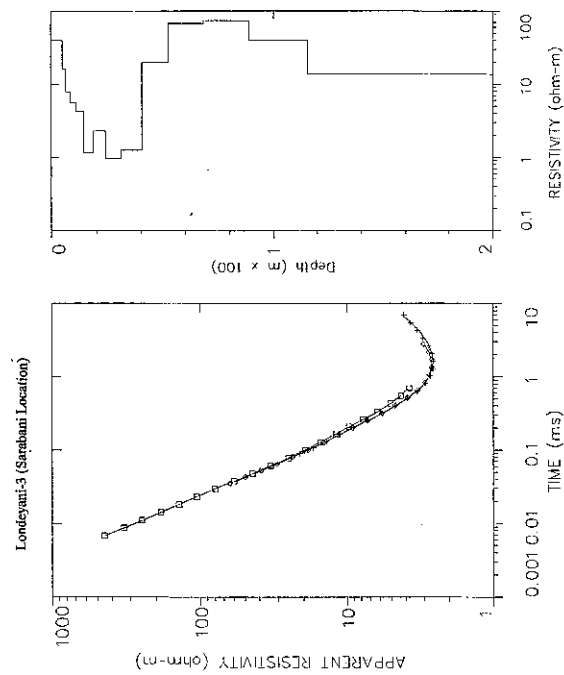 Londeyani-3 (Sarabani Location)
1000
100
10
1
APPARENT RESISTIVITY (ohm-m)
0.001 0.01 0.1 1 10
TIME (ms)
0
1
2
Depth (m x 100)
0.1 1 10 100
RESISTIVITY (ohm-m)